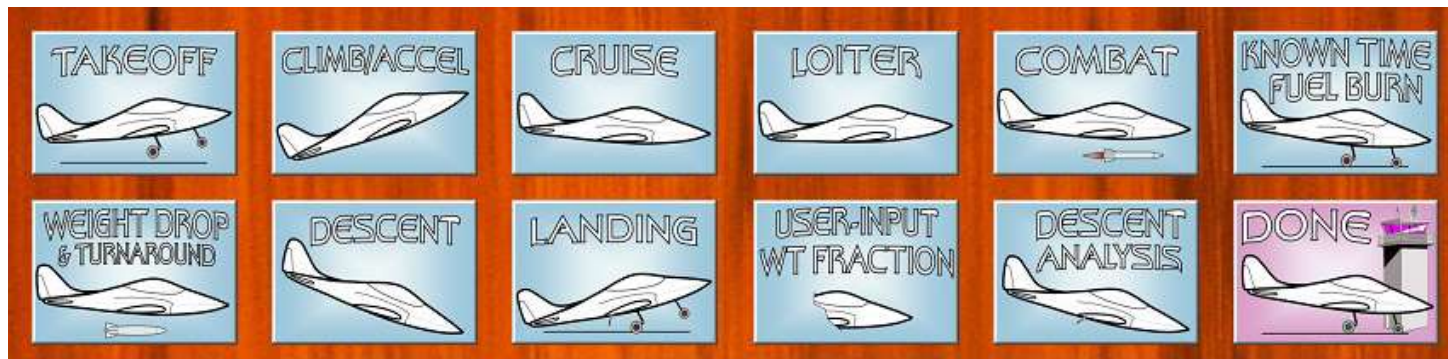 TAKEOFF
CLIMB/ACCEL
CRUISE
LOITER
COMBAT
KNOWN TIME
FUEL BURN
WEIGHT DROP
& TURNAROUND
DESCENT
LANDING
USER-INPUT
WT FRACTION
DESCENT
ANALYSIS
DONE